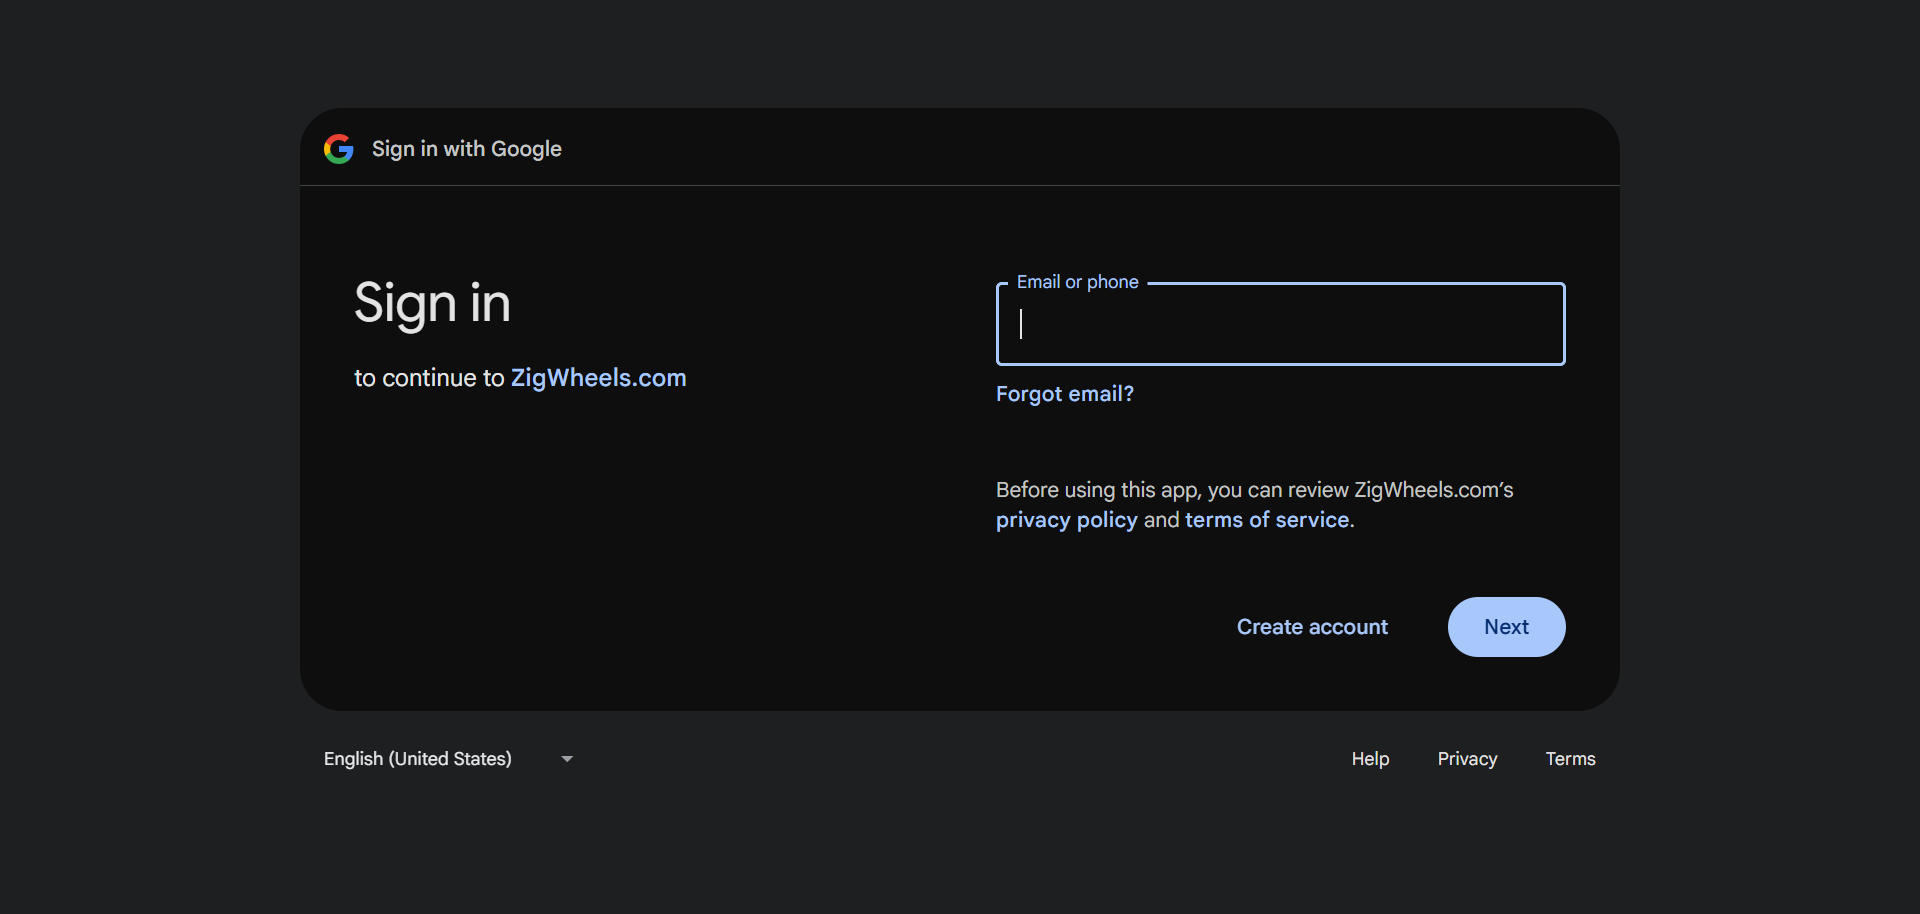 Sign in with Google
Sign in
to continue to ZigWheels.com
Email or phone
Forgot email?
Before using this app, you can review ZigWheels.com’s
privacy policy and terms of service.
Create account
Next
English (United States)
Help
Privacy
Terms